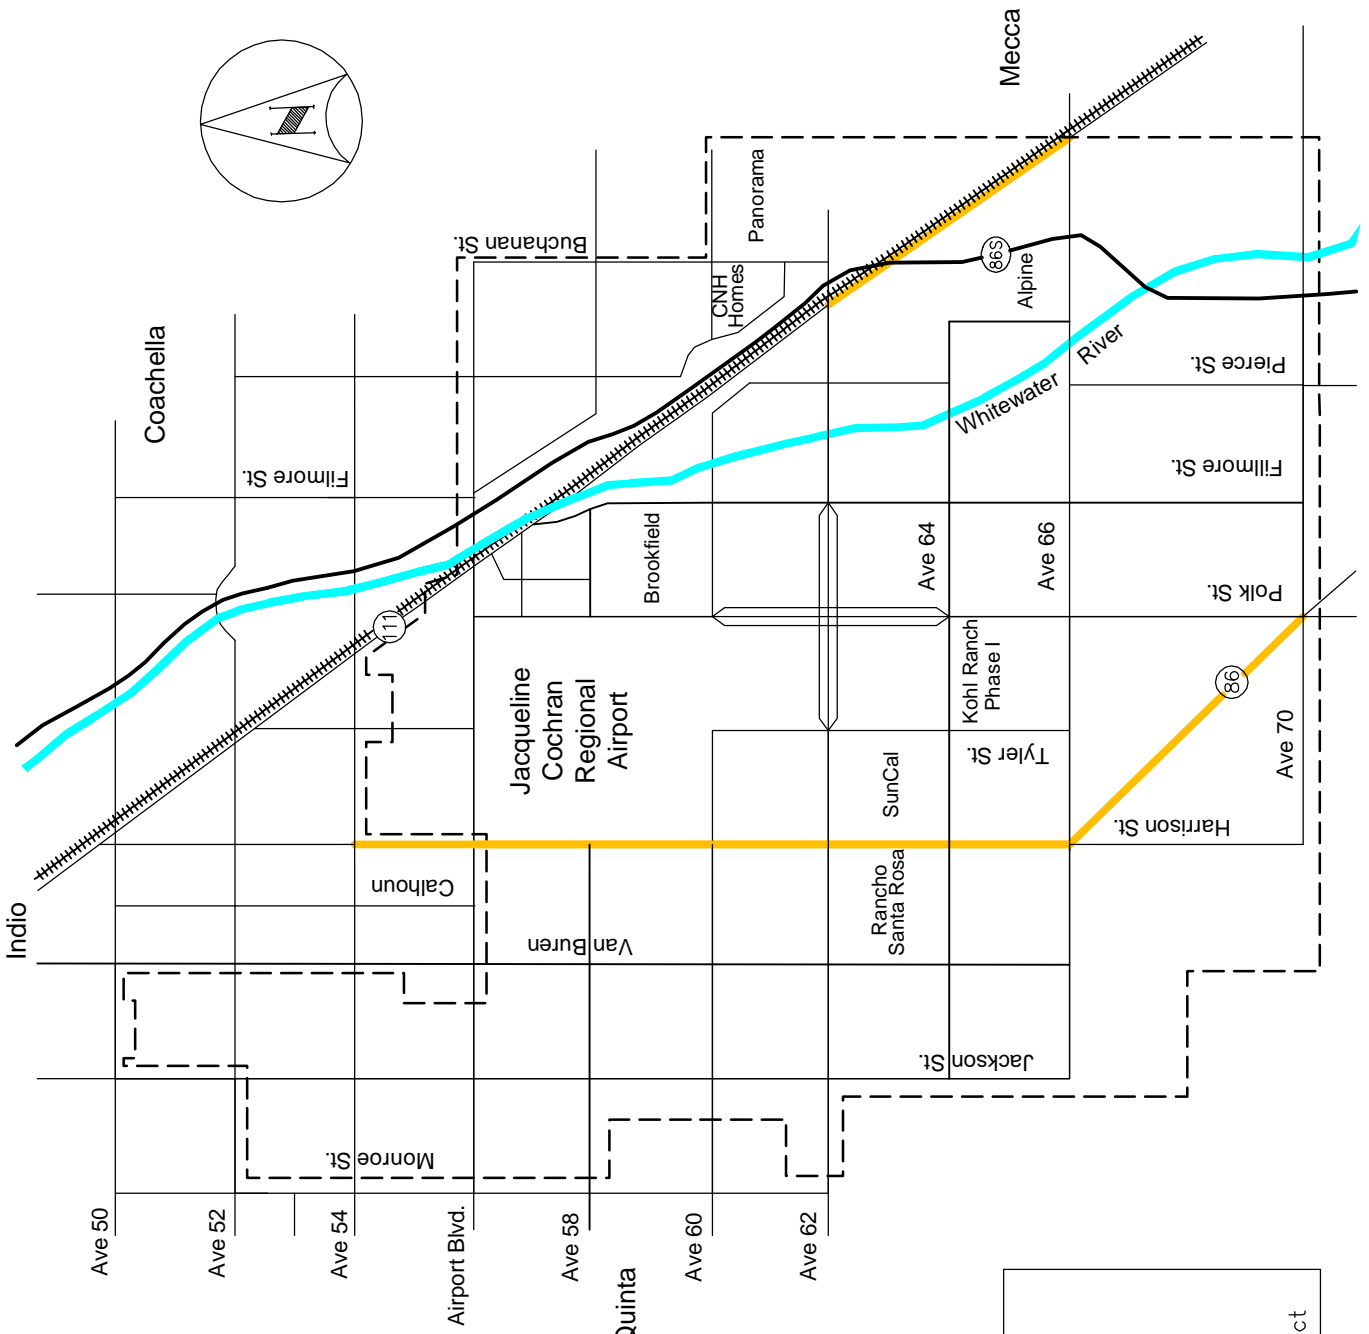 Mecca
Coachella
Indio
Quinta
Buchanan St.
Panorama
CNH
Homes
86S
Alpine
Whitewater
River
Pierce St.
Filmore St.
Fillmore St.
Brookfield
Ave 64
Ave 66
Polk St.
111
Jacqueline
Cochran
Regional
Airport
Kohl Ranch
Phase I
86
Tyler St.
SunCal
Ave 70
Harrison St.
Calhoun
Rancho
Santa Rosa
Van Buren
Jackson St.
Monroe St.
Ave 50
Ave 52
Ave 54
Airport Blvd.
Ave 58
Ave 60
Ave 62
ct